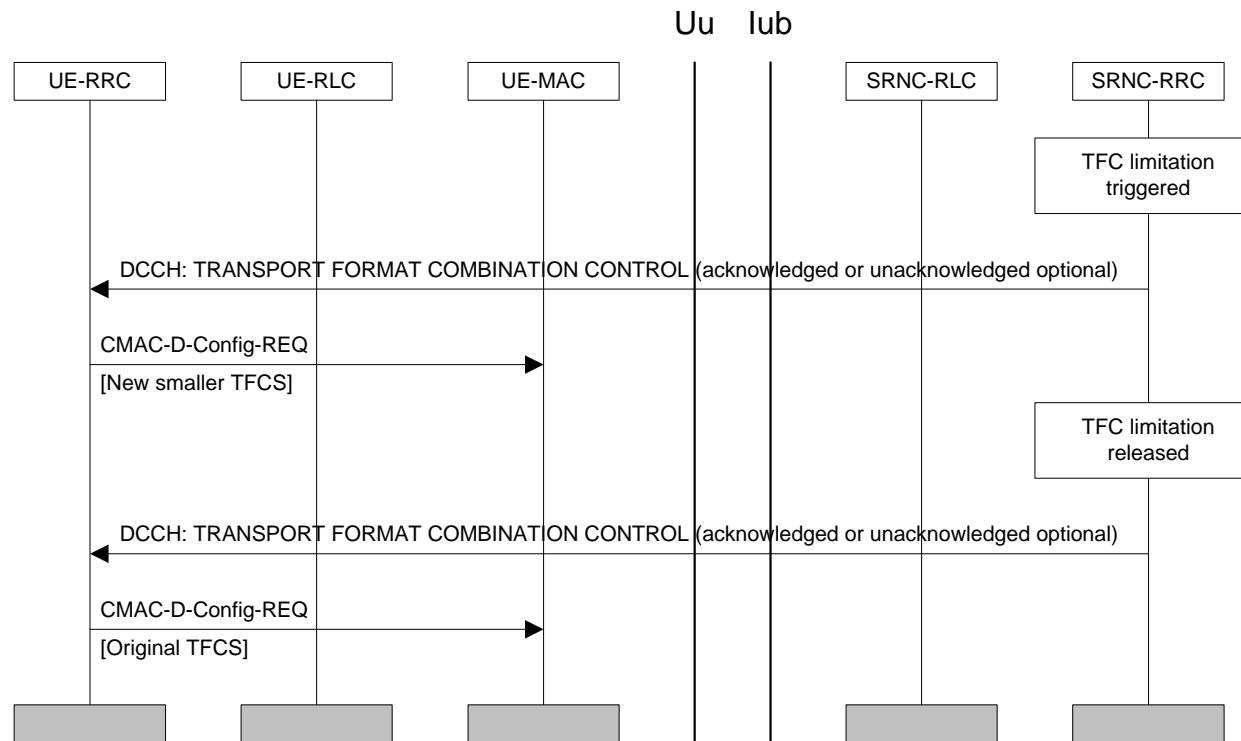 Uu Iub
UE-RRC UE-RLC UE-MAC SRNC-RLC SRNC-RRC
TFC limitation
triggered
DCCH: TRANSPORT FORMAT COMBINATION CONTROL (acknowledged or unacknowledged optional)
CMAC-D-Config-REQ
[New smaller TFCS]
TFC limitation
released
DCCH: TRANSPORT FORMAT COMBINATION CONTROL (acknowledged or unacknowledged optional)
CMAC-D-Config-REQ
[Original TFCS]